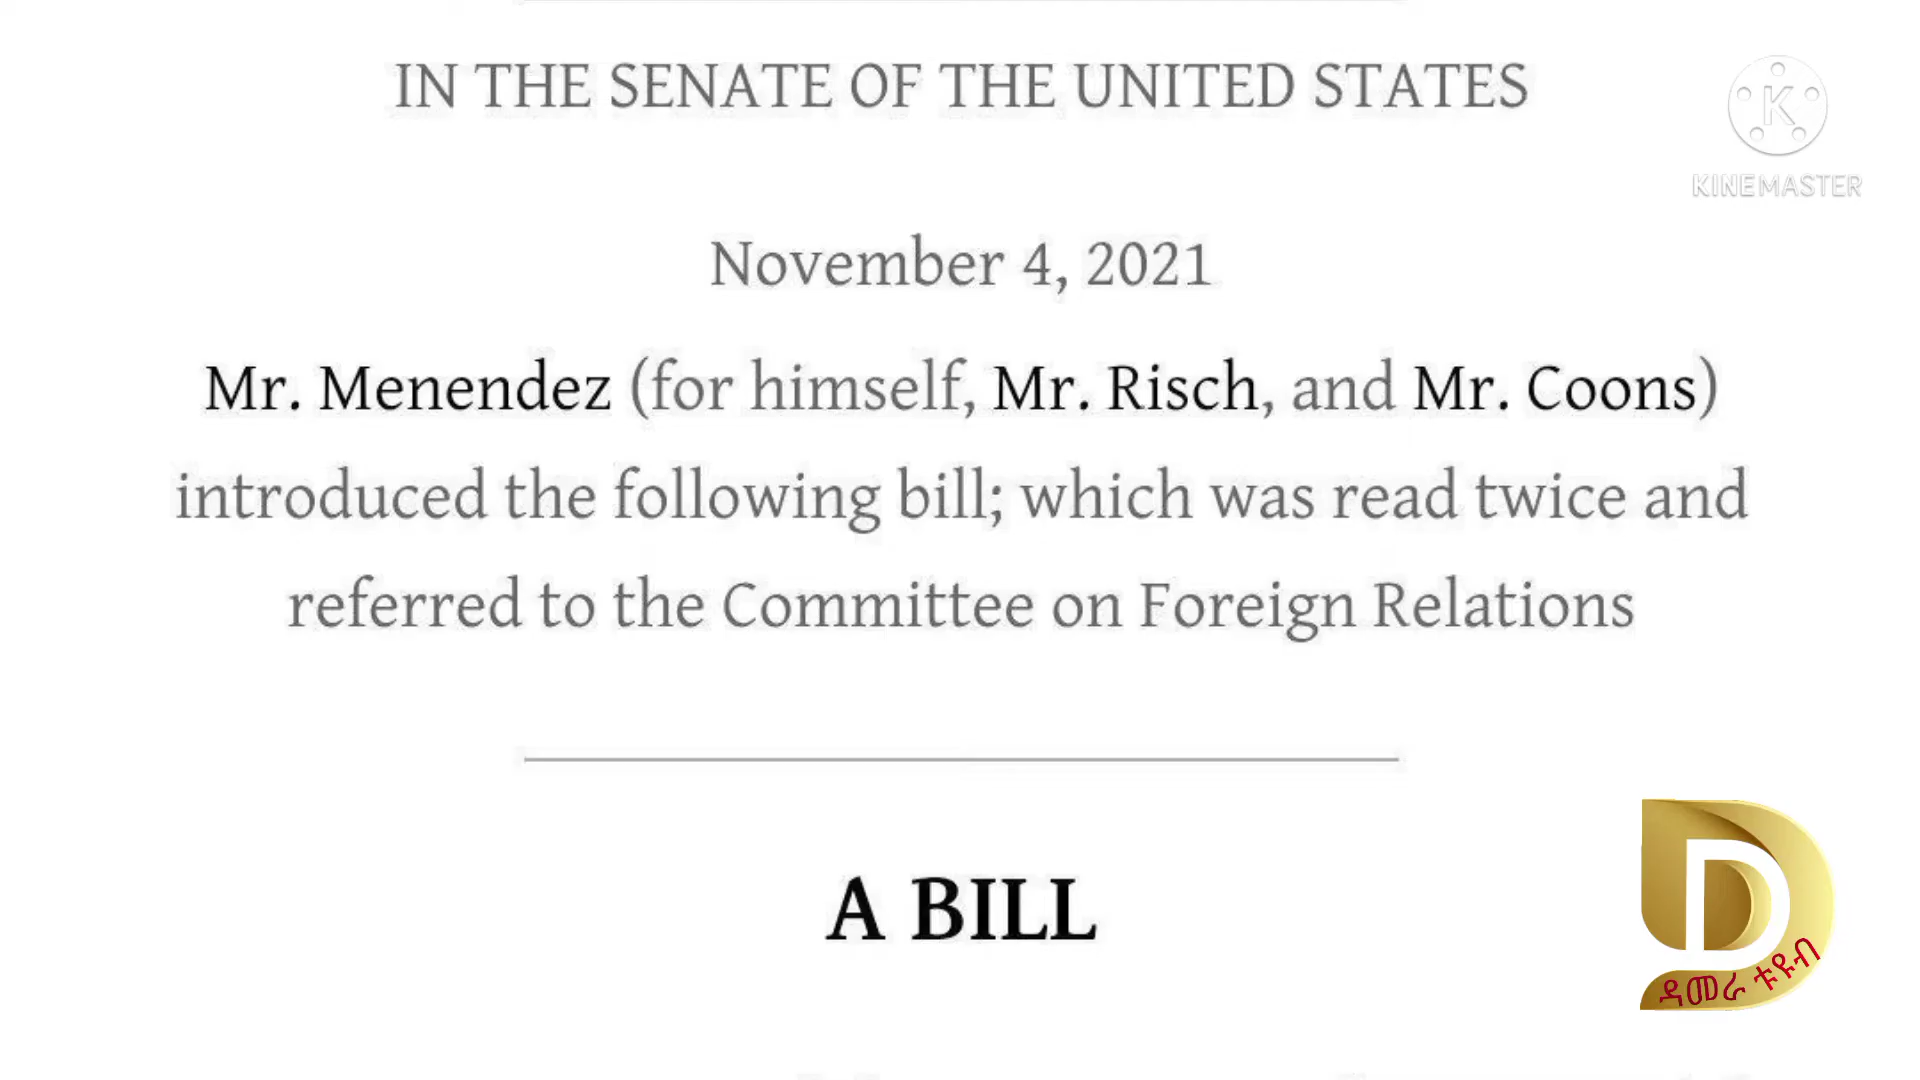 IN THE SENATE OF THE UNITED STATES
K
KINEMASTER
November 4, 2021
Mr. Menendez (for himself, Mr. Risch, and Mr. Coons)
introduced the following bill; which was read twice and
referred to the Committee on Foreign Relations
A BILL
D
ዳመራ ቱዩብ